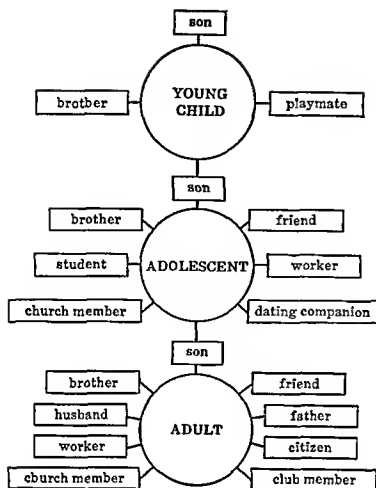 son
YOUNG
CHILD
brotber
playmate
son
brother
friend
student
ADOLESCENT
worker
church member
dating companion
son
brother
friend
husband
father
ADULT
worker
citizen
cburch member
club member